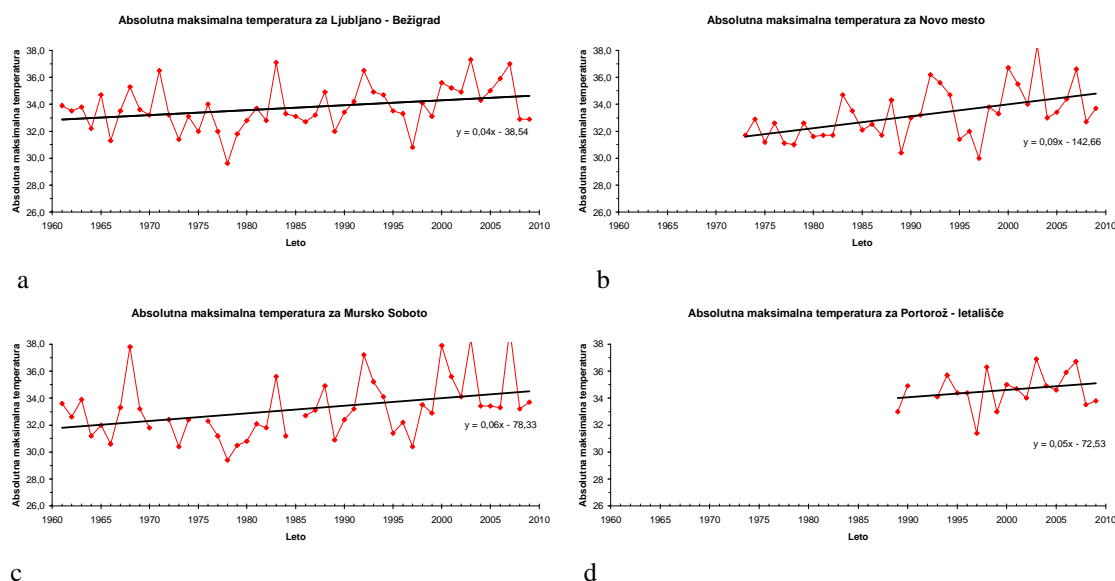 Absolutna maksimalna temperatura za Ljubljano - Bežigrad
Absolutna maksimalna temperatura
38,0
36,0
34,0
32,0
30,0
28,0
26,0
y = 0,04x - 38,54
1960 1965 1970 1975 1980 1985 1990 1995 2000 2005 2010
Leto
a
Absolutna maksimalna temperatura za Novo mesto
Absolutna maksimalna temperatura
38,0
36,0
34,0
32,0
30,0
28,0
26,0
y = 0,09x - 142,66
1960 1965 1970 1975 1980 1985 1990 1995 2000 2005 2010
Leto
b
Absolutna maksimalna temperatura za Mursko Soboto
Absolutna maksimalna temperatura
38,0
36,0
34,0
32,0
30,0
28,0
26,0
y = 0,06x - 78,33
1960 1965 1970 1975 1980 1985 1990 1995 2000 2005 2010
Leto
c
Absolutna maksimalna temperatura za Portorož - letališče
Absolutna maksimalna temperatura
38
36
34
32
30
28
26
y = 0,05x - 72,53
1960 1965 1970 1975 1980 1985 1990 1995 2000 2005 2010
Leto
d